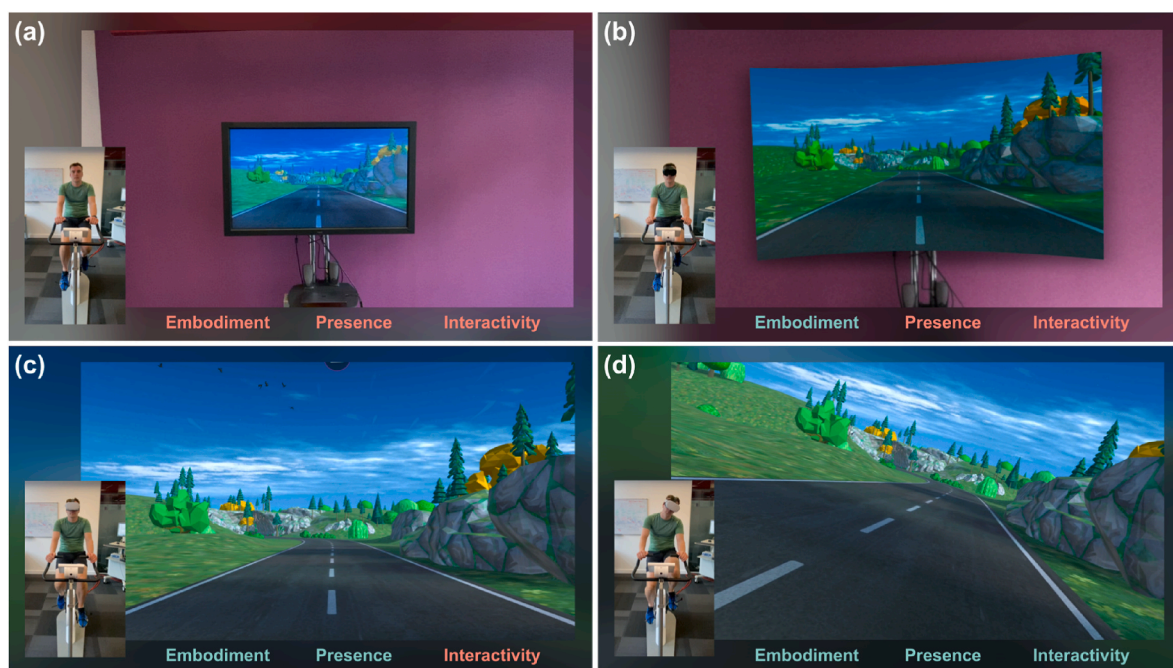 (a)
Embodiment Presence Interactivity
(b)
Embodiment Presence Interactivity
(c)
Embodiment Presence Interactivity
(d)
Embodiment Presence Interactivity